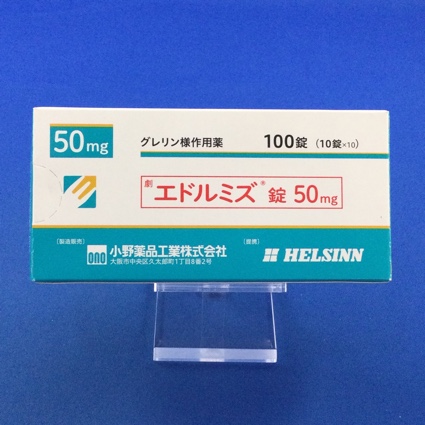 50mg
グレリン様作用薬 100錠 (10錠×10)
劇 エドルミズ® 錠 50mg
〔製造販売〕
ono 小野薬品工業株式会社
大阪市中央区久太郎町1丁目8番2号
〔提携〕
HELSINN